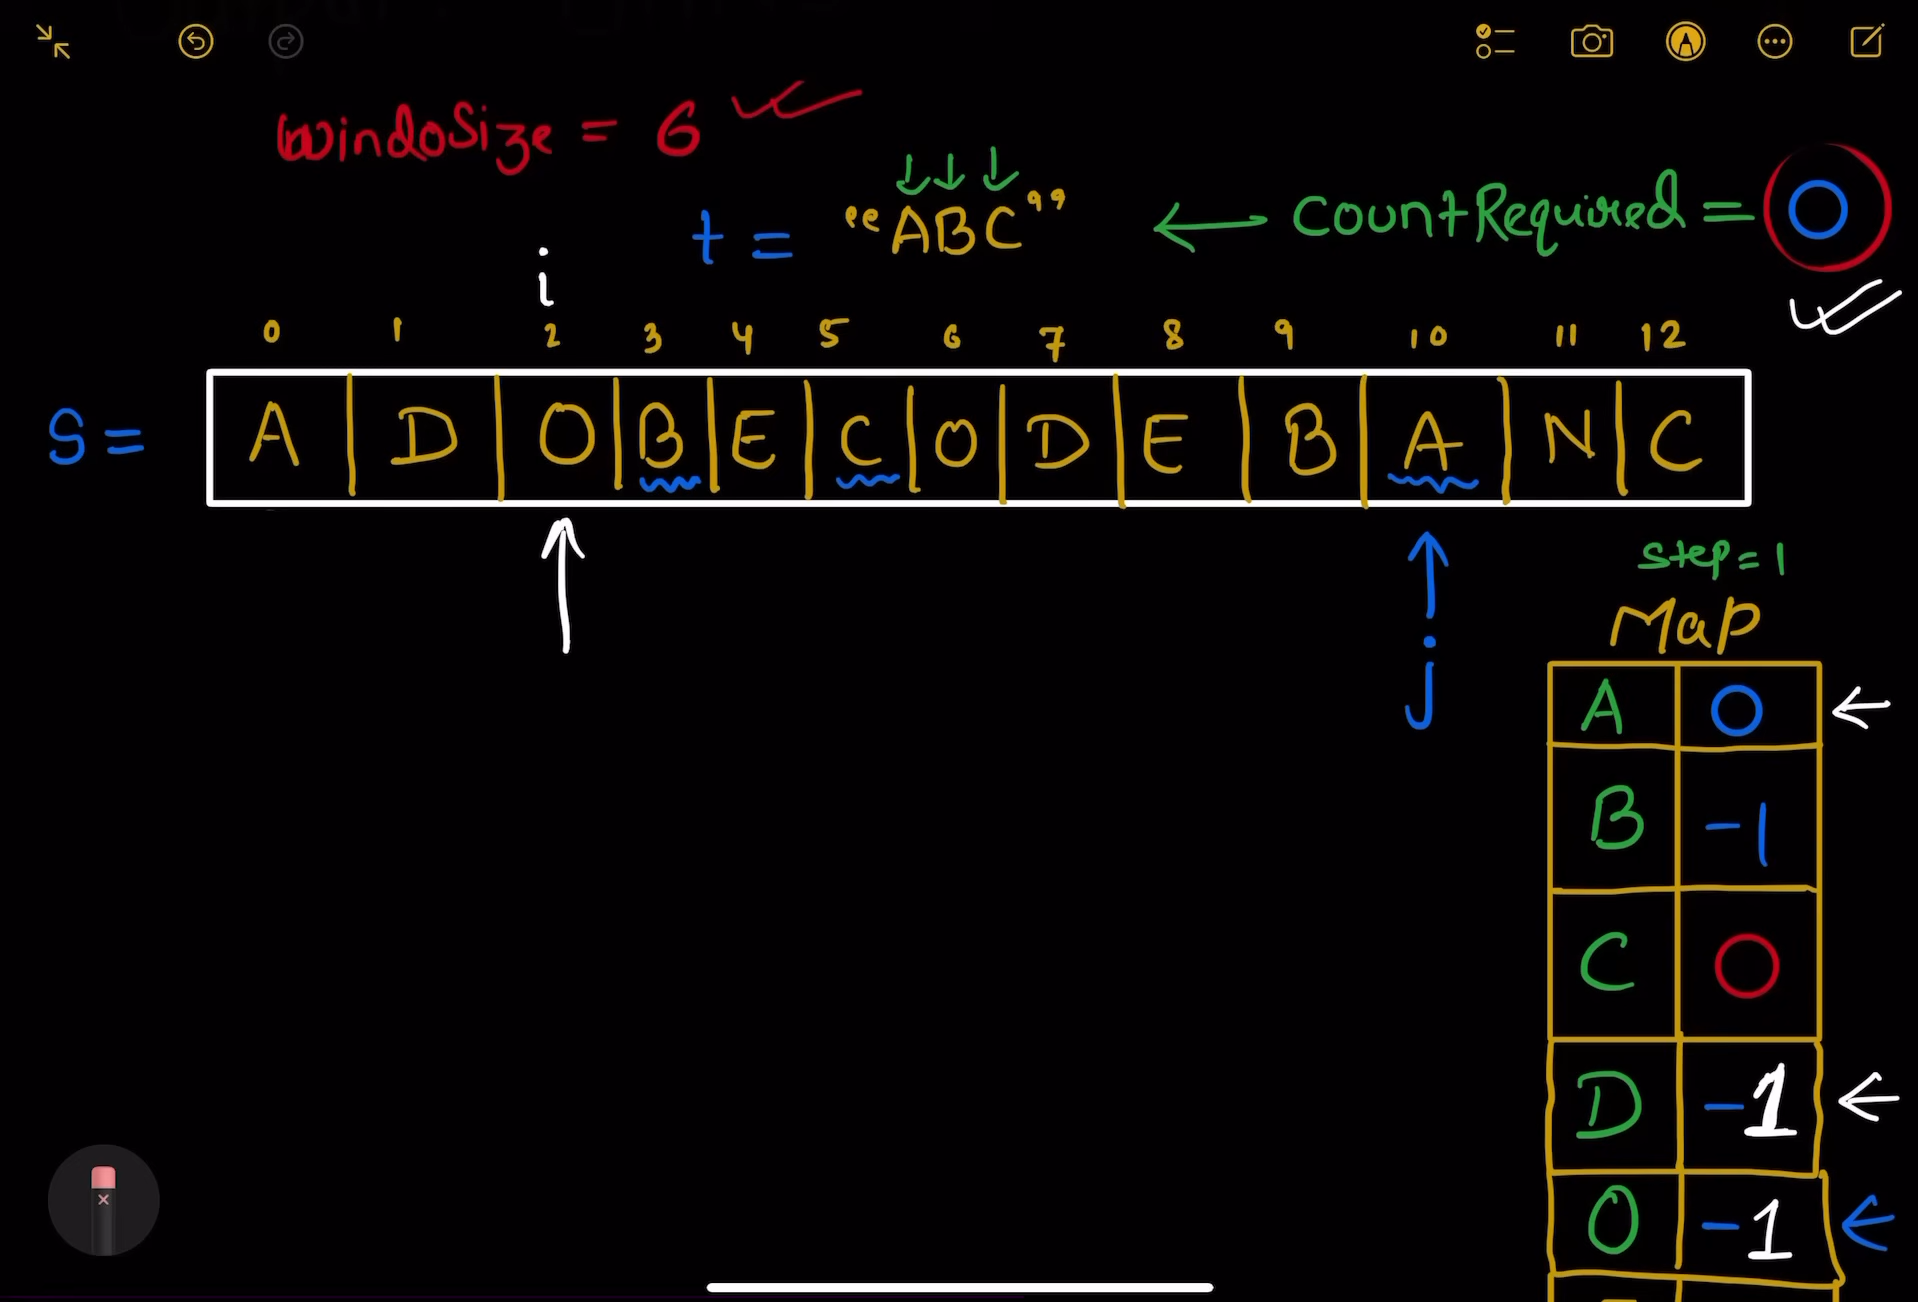 windoSize = 6
t = "ABC" ← countRequired = 0
i
0 1 2 3 4 5 6 7 8 9 10 11 12
S = A D O B E C O D E B A N C
j
step = 1
Map
A 0
B -1
C 0
D -1
O -1